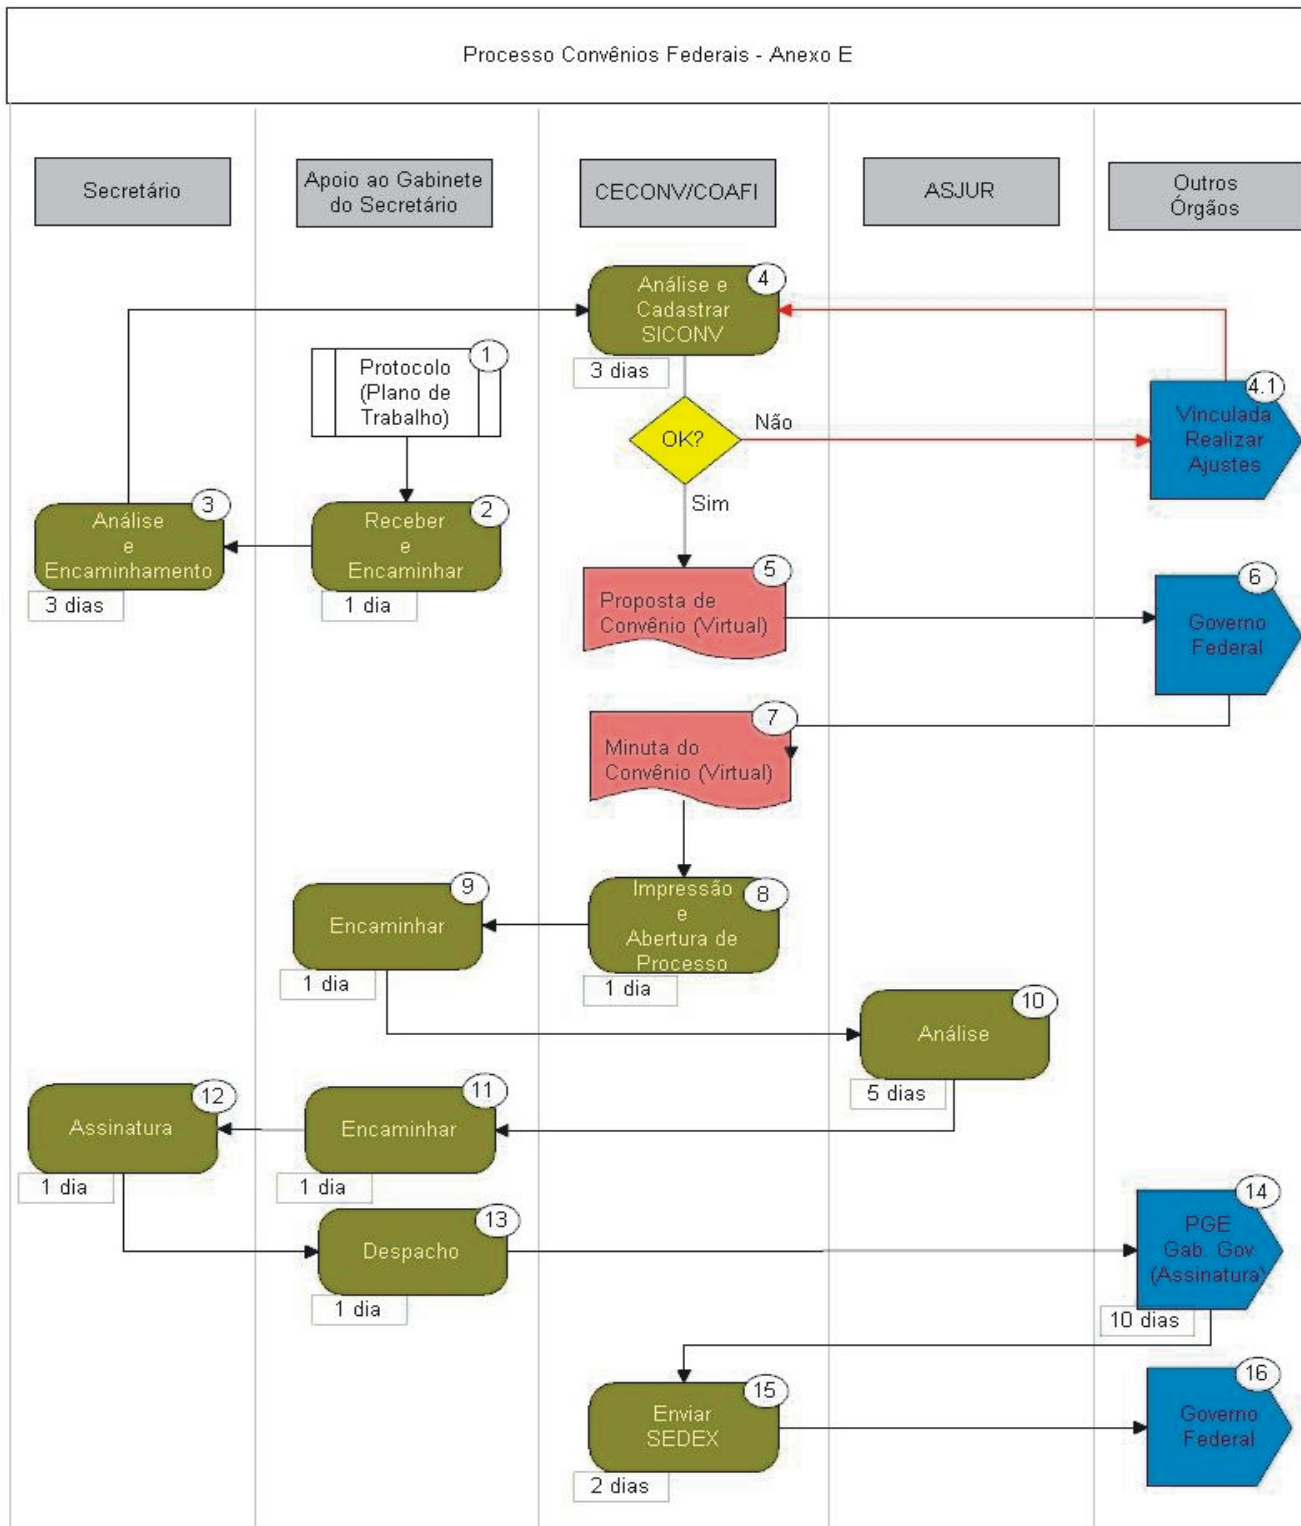 Processo Convênios Federais - Anexo E
Secretário
Apoio ao Gabinete
do Secretário
CECONV/COAFI
ASJUR
Outros
Órgãos
4
Análise e
Cadastrar
SICONV
3 dias
1
Protocolo
(Plano de
Trabalho)
OK?
Não
Sim
4.1
Vinculada
Realizar
Ajustes
3
Análise
e
Encaminhamento
3 dias
2
Receber
e
Encaminhar
1 dia
5
Proposta de
Convênio (Virtual)
6
Governo
Federal
7
Minuta do
Convênio (Virtual)
9
Encaminhar
1 dia
8
Impressão
e
Abertura de
Processo
1 dia
10
Análise
5 dias
12
Assinatura
1 dia
11
Encaminhar
1 dia
13
Despacho
1 dia
14
PGE
Gab. Gov
(Assinatura)
10 dias
15
Enviar
SEDEX
2 dias
16
Governo
Federal